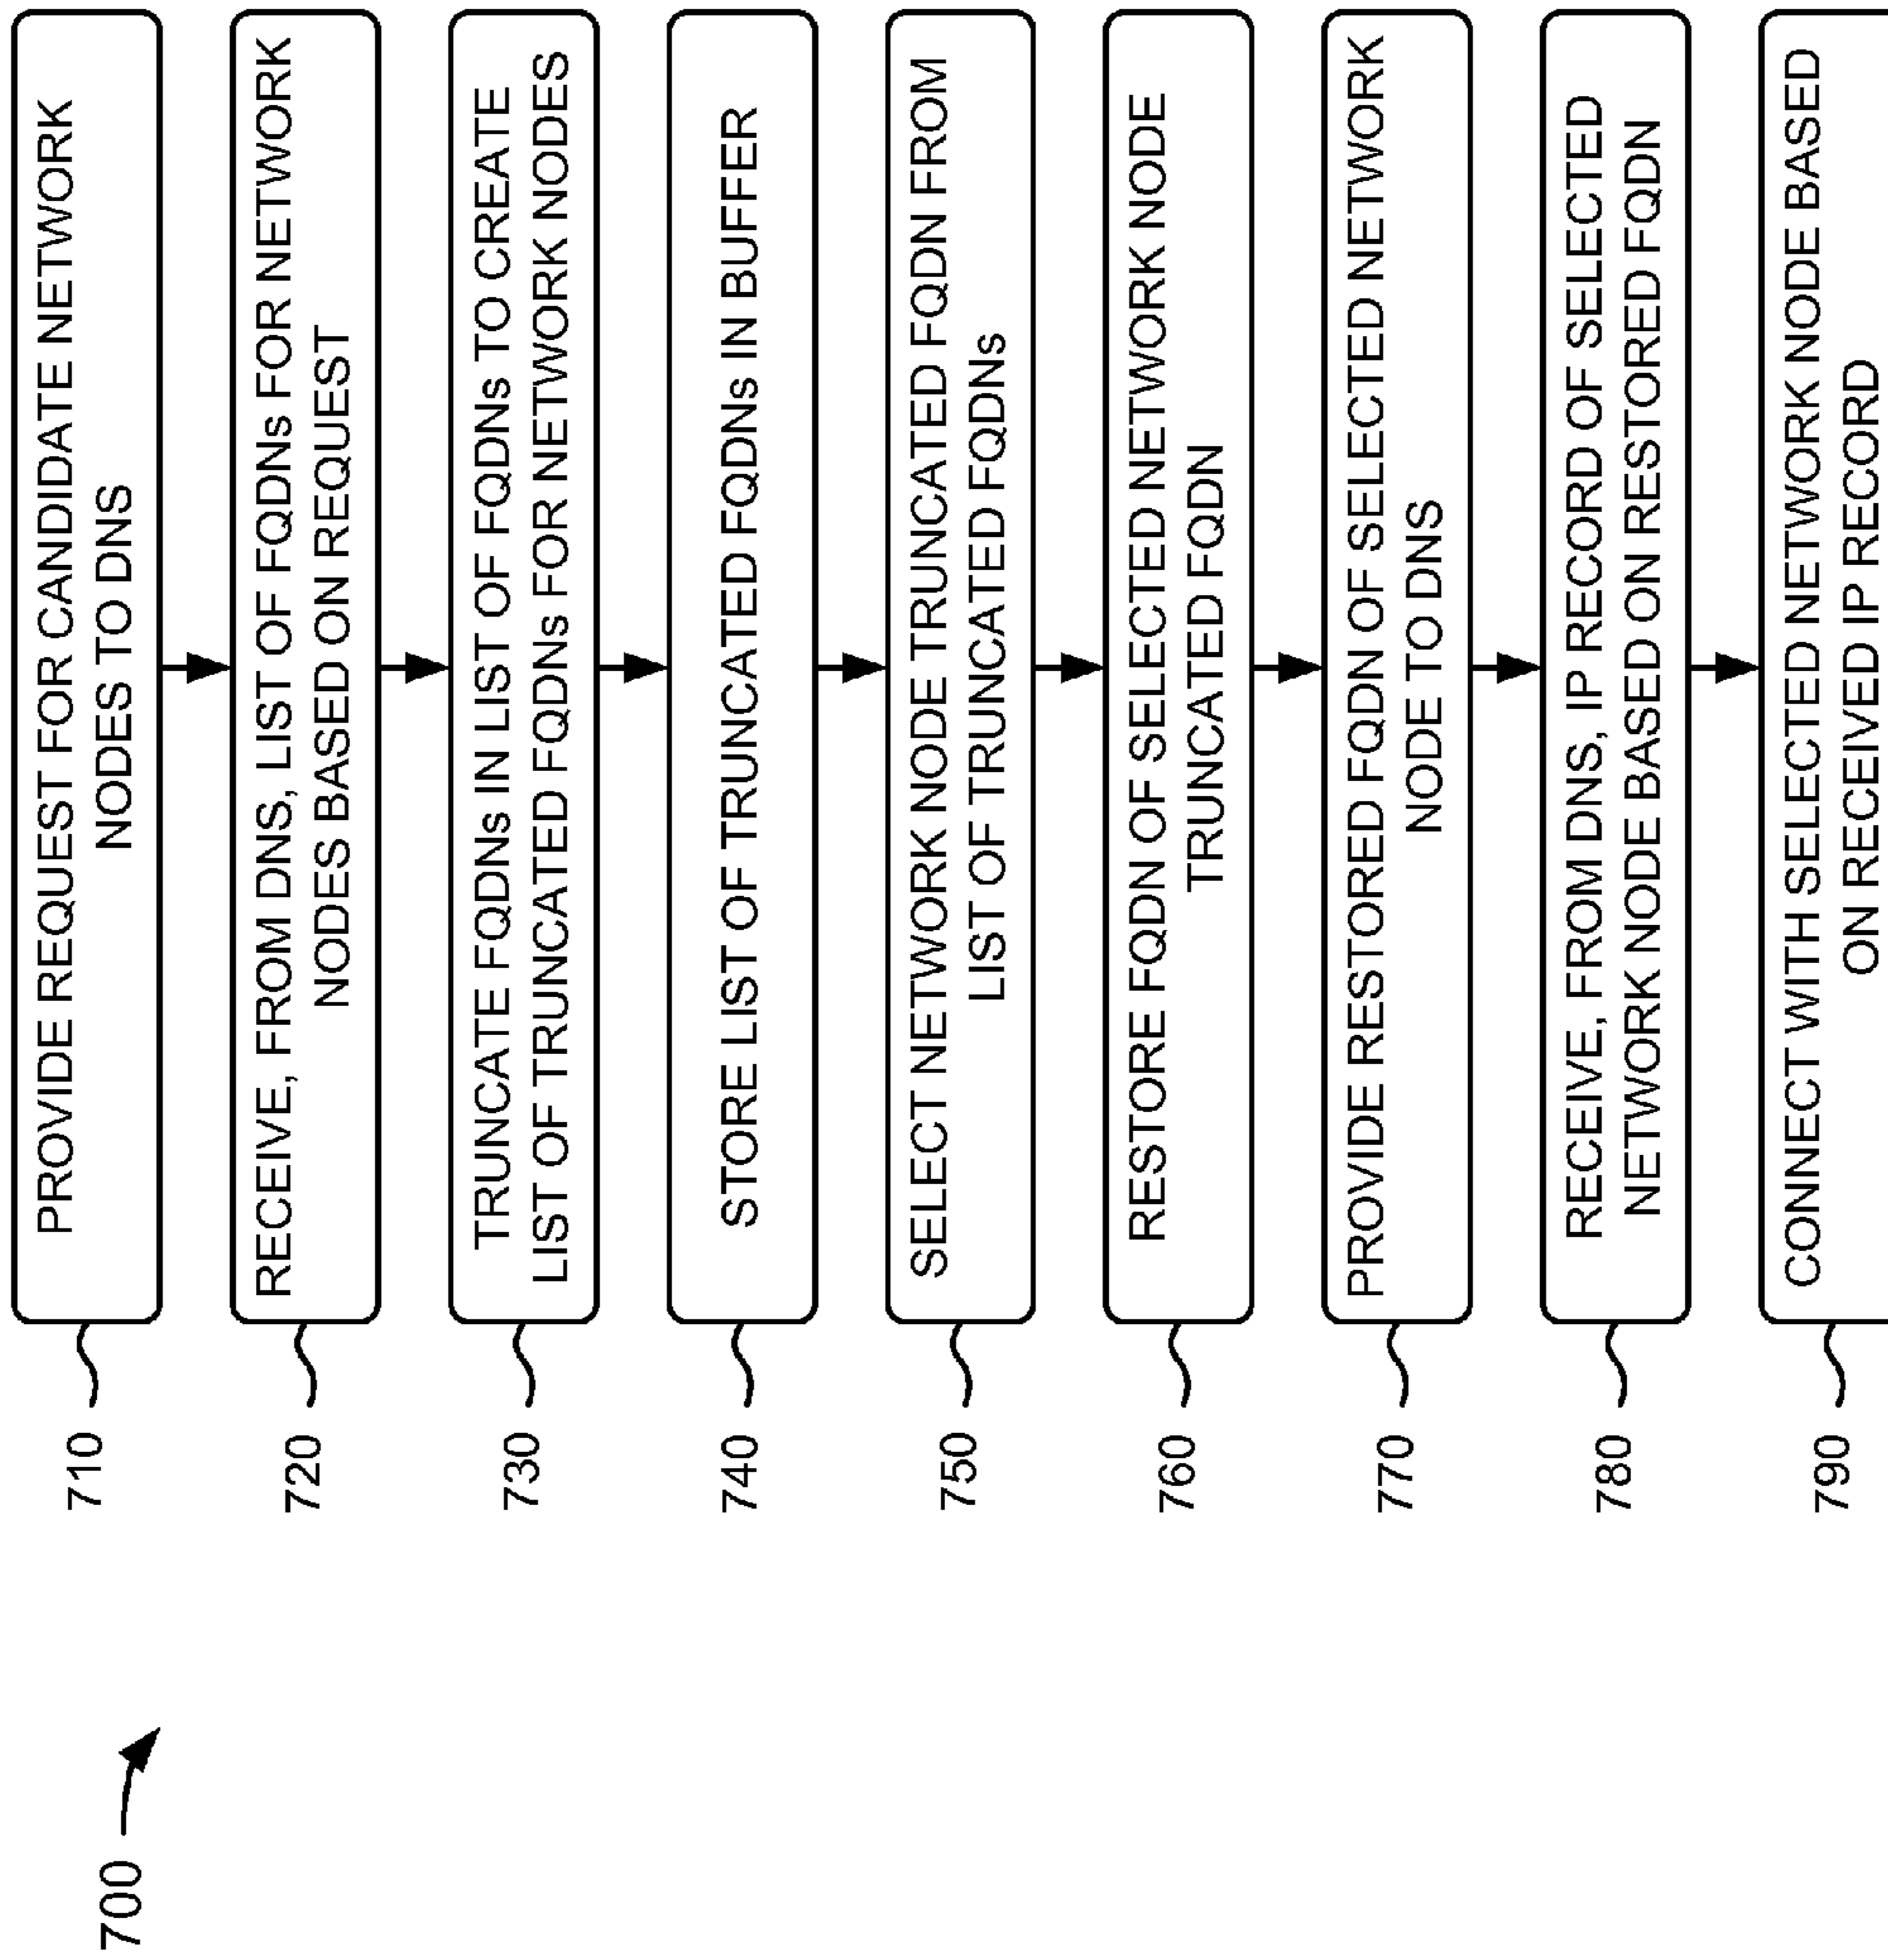 700
710
PROVIDE REQUEST FOR CANDIDATE NETWORK
NODES TO DNS
720
RECEIVE, FROM DNS, LIST OF FQDNs FOR NETWORK
NODES BASED ON REQUEST
730
TRUNCATE FQDNs IN LIST OF FQDNs TO CREATE
LIST OF TRUNCATED FQDNs FOR NETWORK NODES
740
STORE LIST OF TRUNCATED FQDNs IN BUFFER
750
SELECT NETWORK NODE TRUNCATED FQDN FROM
LIST OF TRUNCATED FQDNs
760
RESTORE FQDN OF SELECTED NETWORK NODE
TRUNCATED FQDN
770
PROVIDE RESTORED FQDN OF SELECTED NETWORK
NODE TO DNS
780
RECEIVE, FROM DNS, IP RECORD OF SELECTED
NETWORK NODE BASED ON RESTORED FQDN
790
CONNECT WITH SELECTED NETWORK NODE BASED
ON RECEIVED IP RECORD